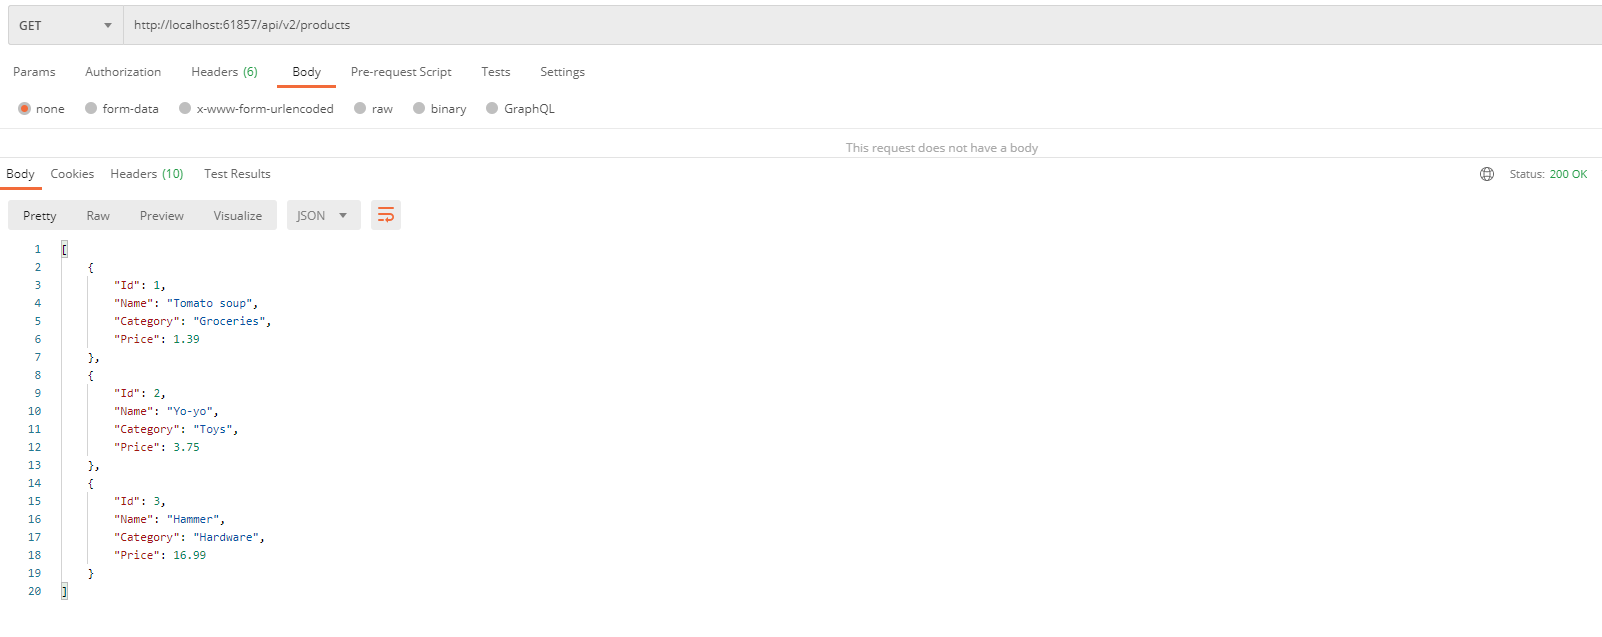 GET http://localhost:61857/api/v2/products
Params Authorization Headers (6) Body Pre-request Script Tests Settings
none form-data x-www-form-urlencoded raw binary GraphQL
This request does not have a body
Body Cookies Headers (10) Test Results Status: 200 OK
Pretty Raw Preview Visualize JSON
1 [
2 {
3 "Id": 1,
4 "Name": "Tomato soup",
5 "Category": "Groceries",
6 "Price": 1.39
7 },
8 {
9 "Id": 2,
10 "Name": "Yo-yo",
11 "Category": "Toys",
12 "Price": 3.75
13 },
14 {
15 "Id": 3,
16 "Name": "Hammer",
17 "Category": "Hardware",
18 "Price": 16.99
19 }
20 ]